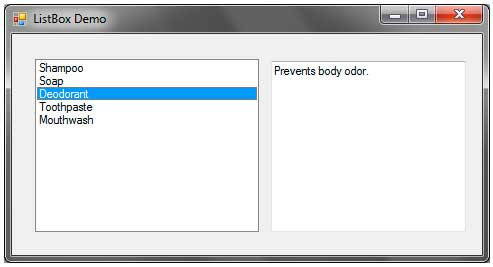 ListBox Demo
Shampoo
Soap
Deodorant
Toothpaste
Mouthwash
Prevents body odor.